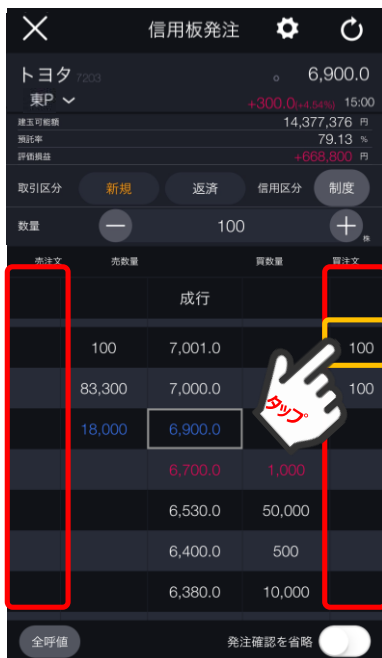 信用板発注
トヨタ 7203 。 6,900.0
東P +300.0(+4.54%) 15:00
建玉可能額 14,377,376 円
預託率 79.13 %
評価損益 +668,800 円
取引区分 新規 返済 信用区分 制度
数量 100 株
売注文 売数量 買数量 買注文
成行
100 7,001.0 100
83,300 7,000.0 100
タップ
18,000 6,900.0
6,700.0 1,000
6,530.0 50,000
6,400.0 500
6,380.0 10,000
全呼値 発注確認を省略